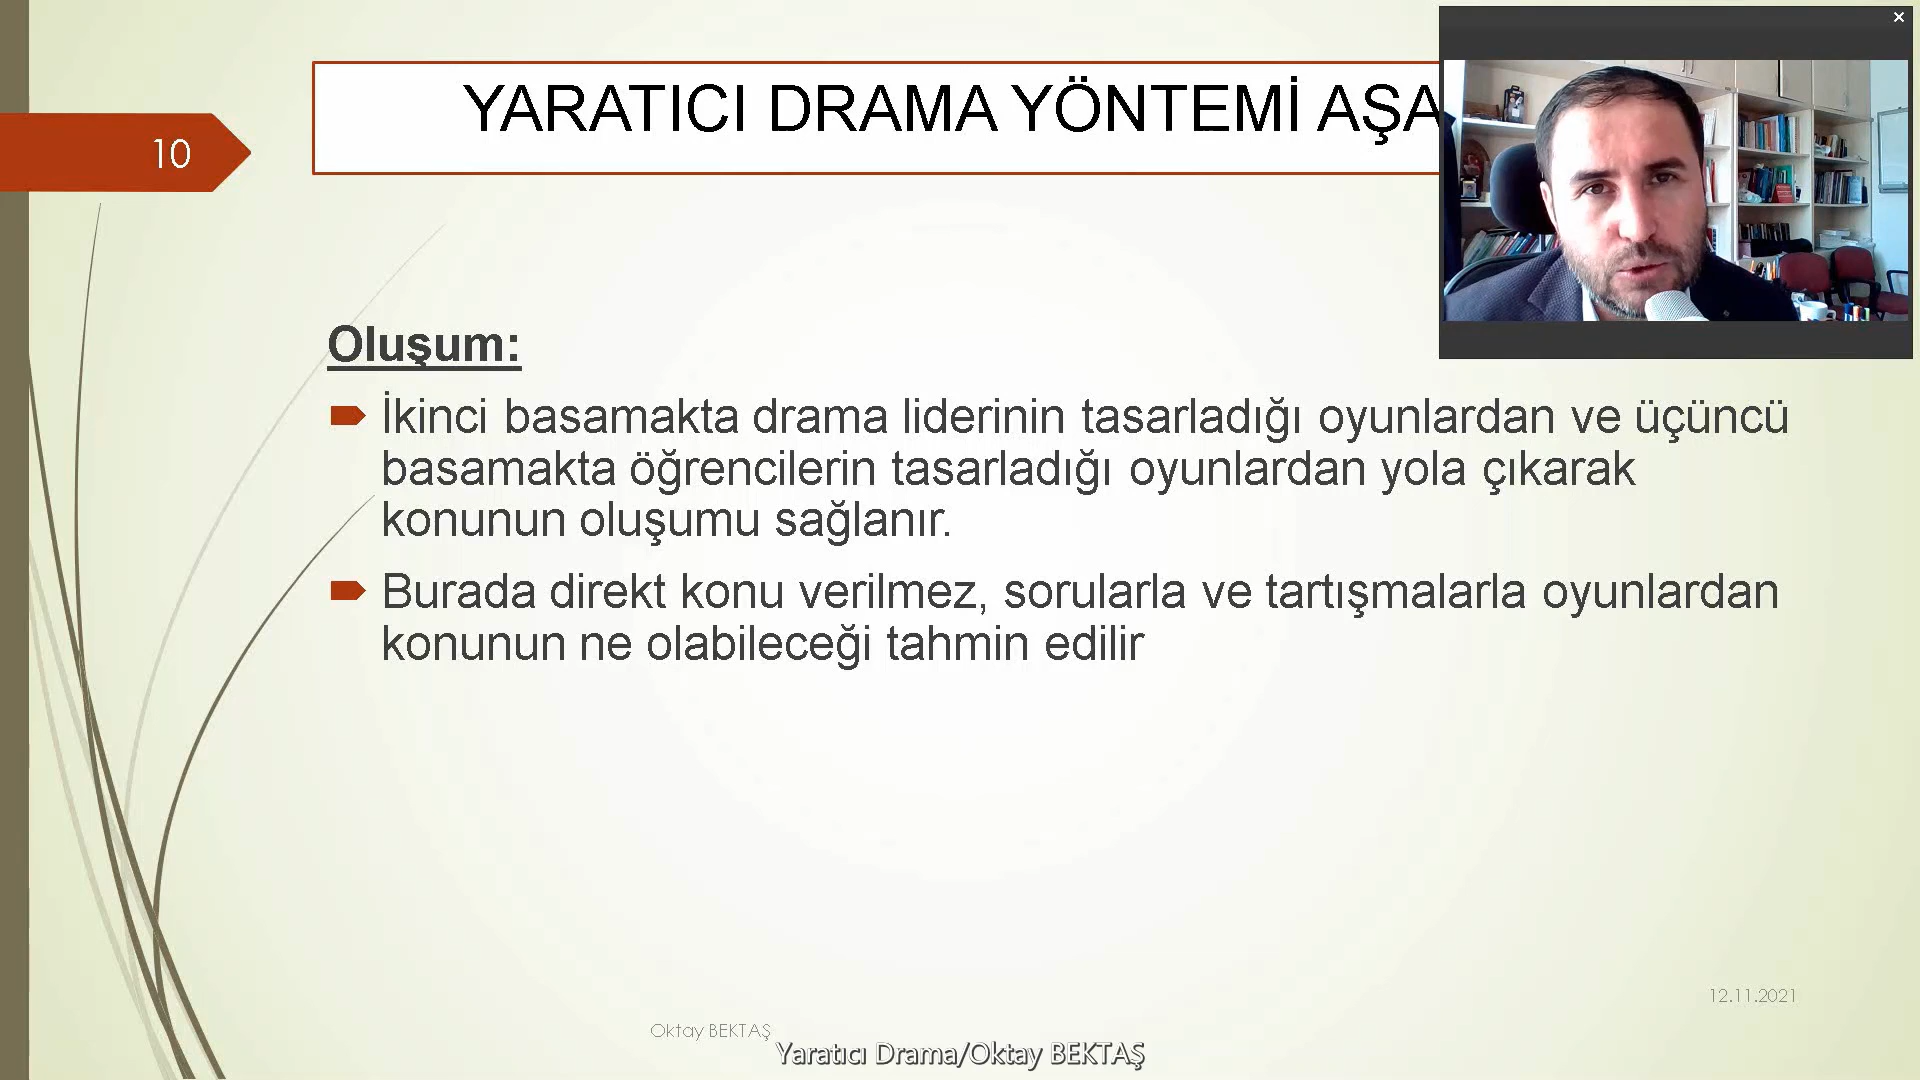 YARATICI DRAMA YÖNTEMİ AŞA
10
Oluşum:
İkinci basamakta drama liderinin tasarladığı oyunlardan ve üçüncü
basamakta öğrencilerin tasarladığı oyunlardan yola çıkarak
konunun oluşumu sağlanır.
Burada direkt konu verilmez, sorularla ve tartışmalarla oyunlardan
konunun ne olabileceği tahmin edilir
12.11.2021
Oktay BEKTAŞ
Yaratıcı Drama/Oktay BEKTAŞ